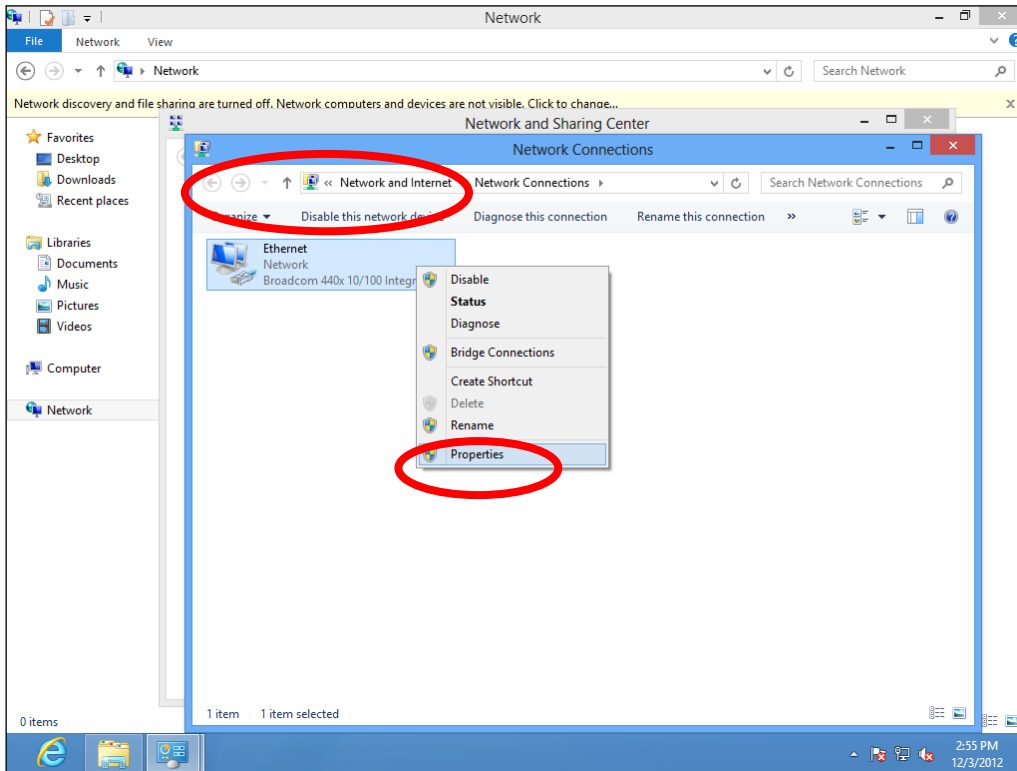 Network
File Network View
Network Search Network
Network discovery and file sharing are turned off. Network computers and devices are not visible. Click to change...
x
Favorites
Desktop
Downloads
Recent places
Libraries
Documents
Music
Pictures
Videos
Computer
Network
0 items
Network and Sharing Center
Network Connections
« Network and Internet Network Connections Search Network Connections
Disable this network Diagnose this connection Rename this connection »
Ethernet
Network
Broadcom 440x 10/100 Integr
Disable
Status
Diagnose
Bridge Connections
Create Shortcut
Delete
Rename
Properties
1 item 1 item selected
2:55 PM
12/3/2012